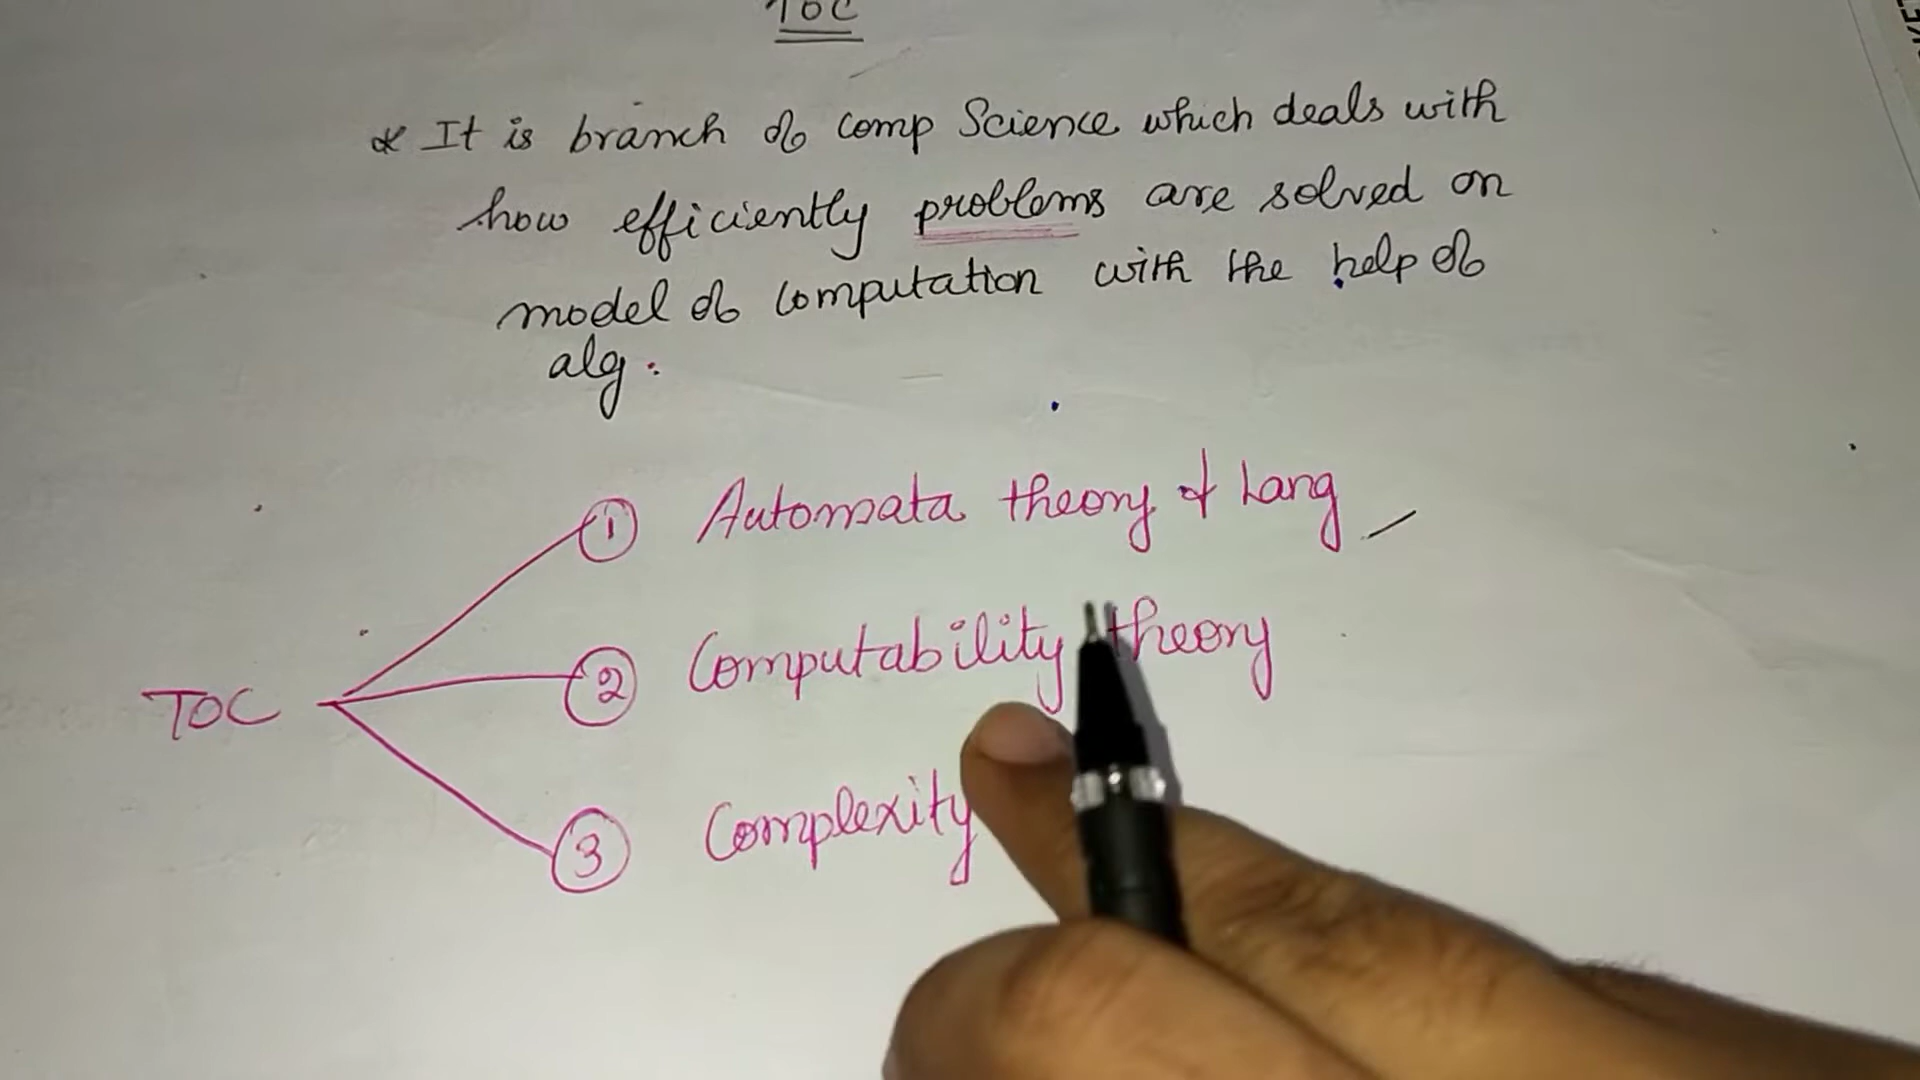 TOC
* It is branch of comp Science which deals with
how efficiently problems are solved on
model of computation with the help of
alg.
① Automata theory & Lang
② Computability theory
TOC
③ Complexity